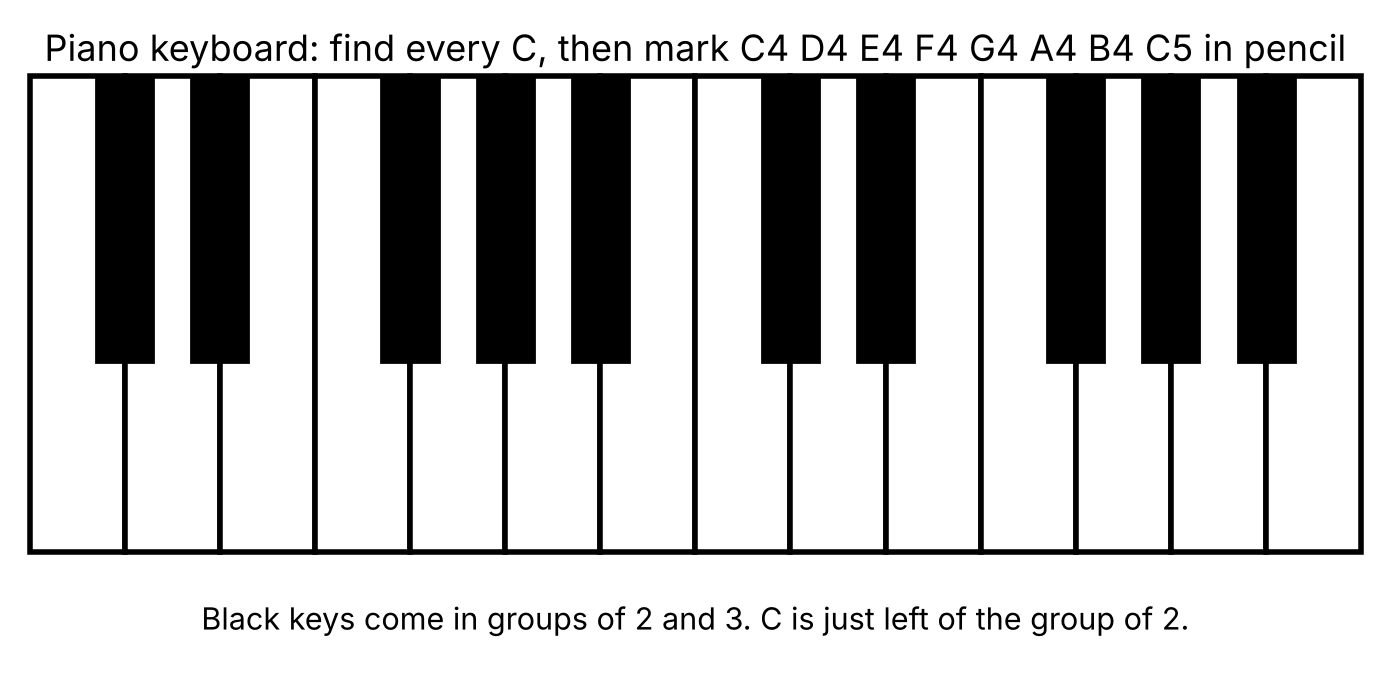 Piano keyboard: find every C, then mark C4 D4 E4 F4 G4 A4 B4 C5 in pencil
Black keys come in groups of 2 and 3. C is just left of the group of 2.